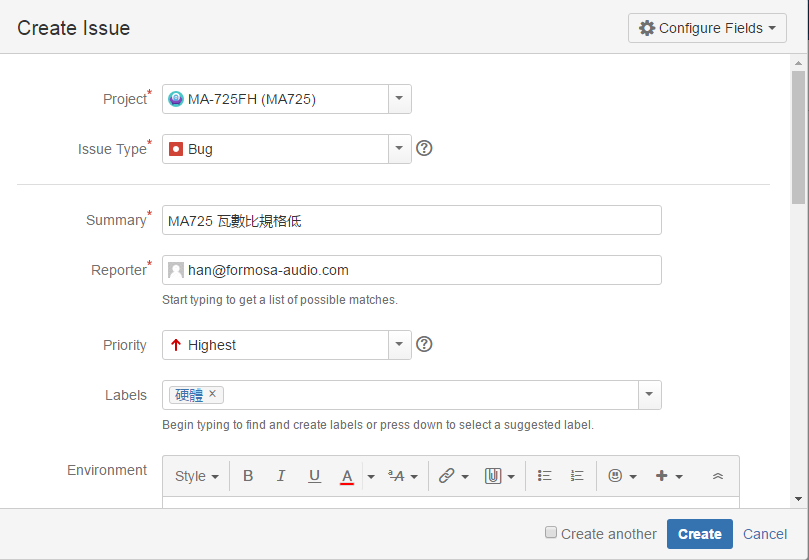 Create Issue
Configure Fields
Project*
MA-725FH (MA725)
Issue Type*
Bug
?
Summary*
MA725 瓦數比規格低
Reporter*
han@formosa-audio.com
Start typing to get a list of possible matches.
Priority
Highest
?
Labels
硬體 ×
Begin typing to find and create labels or press down to select a suggested label.
Environment
Style B I U A ªA
Create another
Create
Cancel